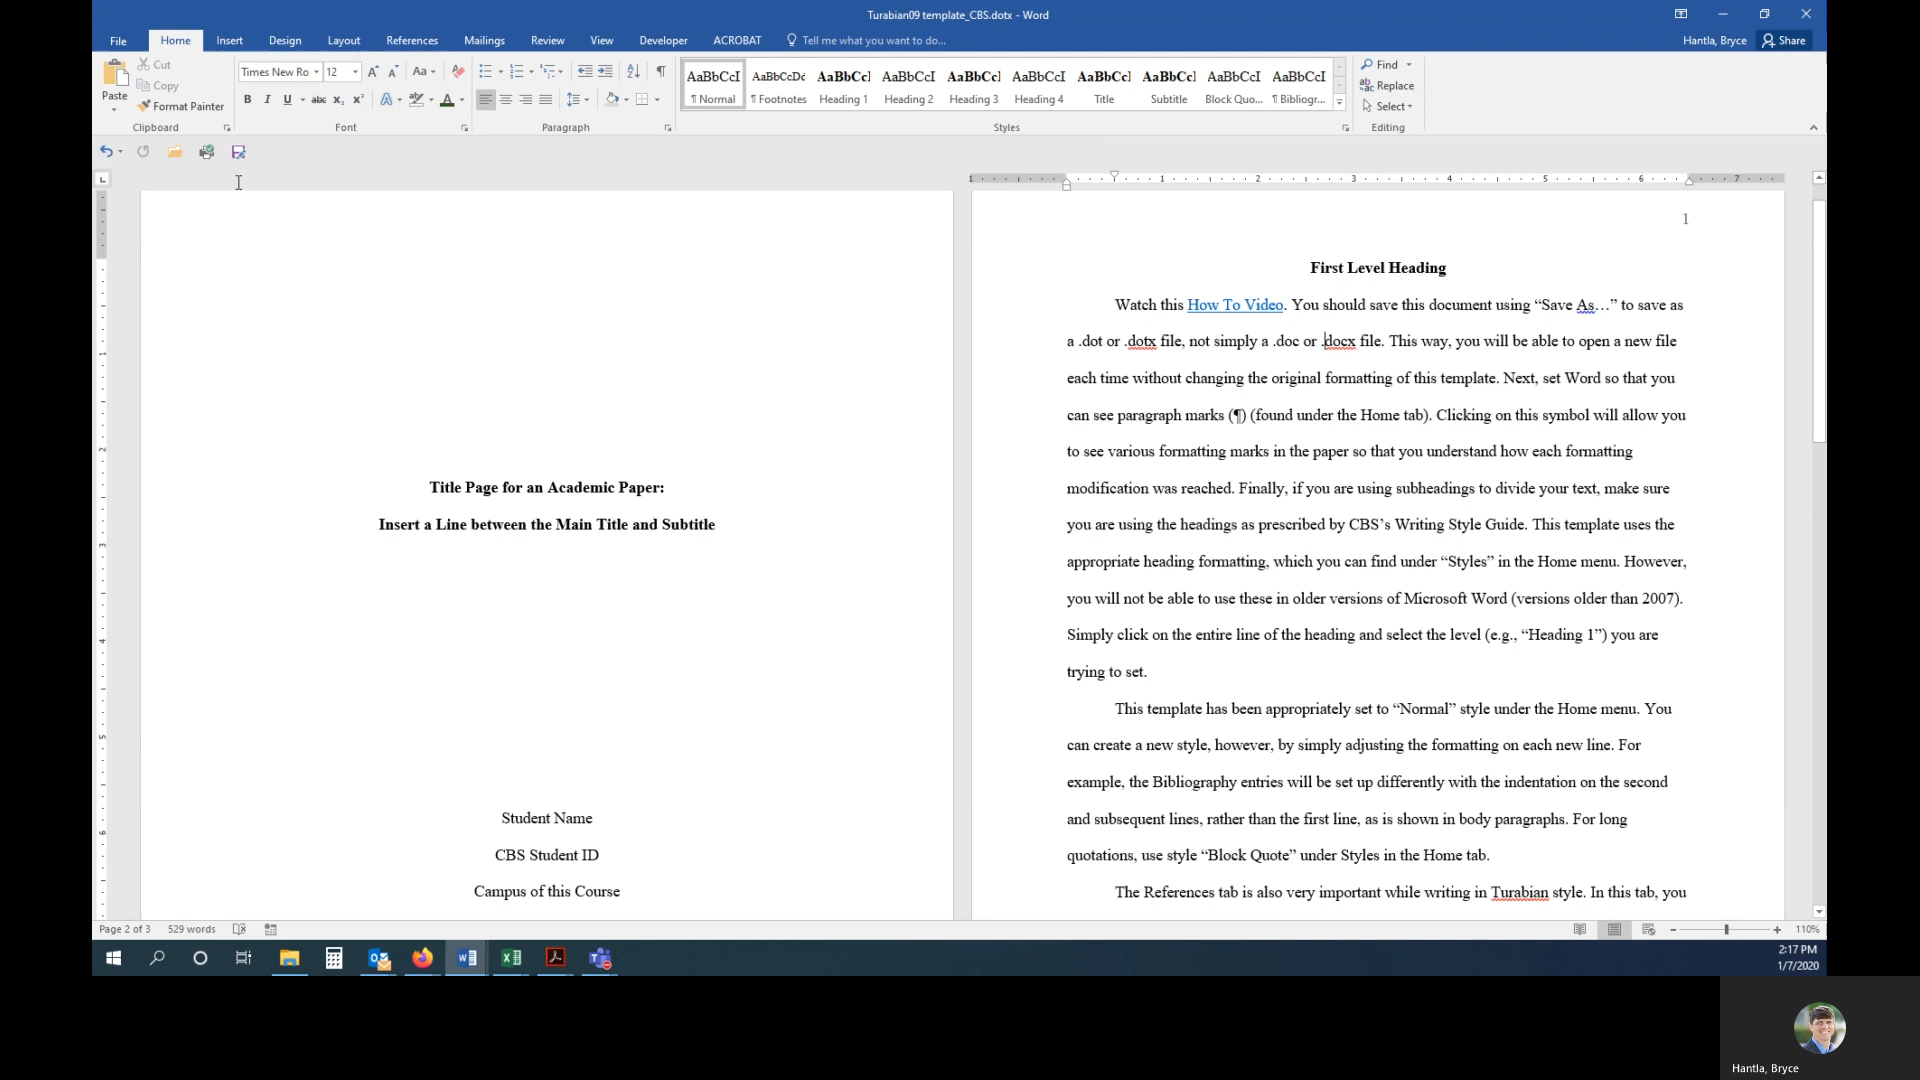 Turabian09 template_CBS.dotx - Word
File Home Insert Design Layout References Mailings Review View Developer ACROBAT Tell me what you want to do... Hantla, Bryce Share
Paste Cut Copy Format Painter Clipboard
Times New Ro 12 Aa B I U abc x₂ x² A A Font
Paragraph
AaBbCcI AaBbCcDd AaBbCcI AaBbCcI AaBbCcI AaBbCcI AaBbCcI AaBbCcI AaBbCcI AaBbCcI
¶ Normal ¶ Footnotes Heading 1 Heading 2 Heading 3 Heading 4 Title Subtitle Block Quo... ¶ Bibliogr...
Styles
Find
Replace
Select
Editing
1 1 2 3 4 5 6 7
Title Page for an Academic Paper:
Insert a Line between the Main Title and Subtitle
Student Name
CBS Student ID
Campus of this Course
1
First Level Heading
Watch this How To Video. You should save this document using “Save As…” to save as
a .dot or .dotx file, not simply a .doc or .docx file. This way, you will be able to open a new file
each time without changing the original formatting of this template. Next, set Word so that you
can see paragraph marks (¶) (found under the Home tab). Clicking on this symbol will allow you
to see various formatting marks in the paper so that you understand how each formatting
modification was reached. Finally, if you are using subheadings to divide your text, make sure
you are using the headings as prescribed by CBS’s Writing Style Guide. This template uses the
appropriate heading formatting, which you can find under “Styles” in the Home menu. However,
you will not be able to use these in older versions of Microsoft Word (versions older than 2007).
Simply click on the entire line of the heading and select the level (e.g., “Heading 1”) you are
trying to set.
This template has been appropriately set to “Normal” style under the Home menu. You
can create a new style, however, by simply adjusting the formatting on each new line. For
example, the Bibliography entries will be set up differently with the indentation on the second
and subsequent lines, rather than the first line, as is shown in body paragraphs. For long
quotations, use style “Block Quote” under Styles in the Home tab.
The References tab is also very important while writing in Turabian style. In this tab, you
Page 2 of 3 529 words 110%
2:17 PM
1/7/2020
Hantla, Bryce